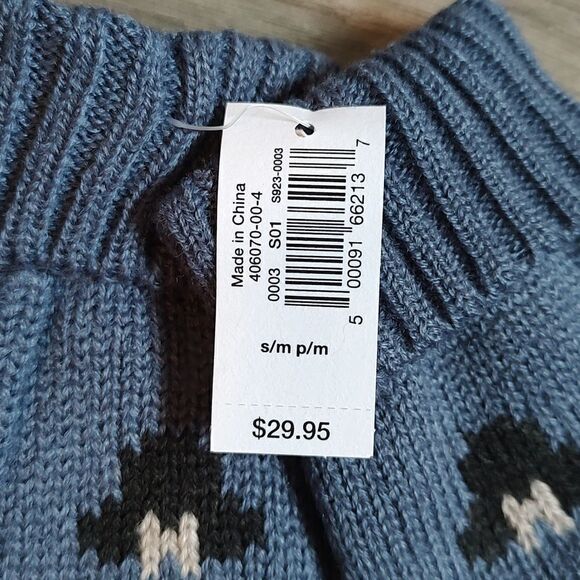 Made in China
406070-00-4
0003 S01
S923-0003
5 00091 66213 7
s/m p/m
$29.95